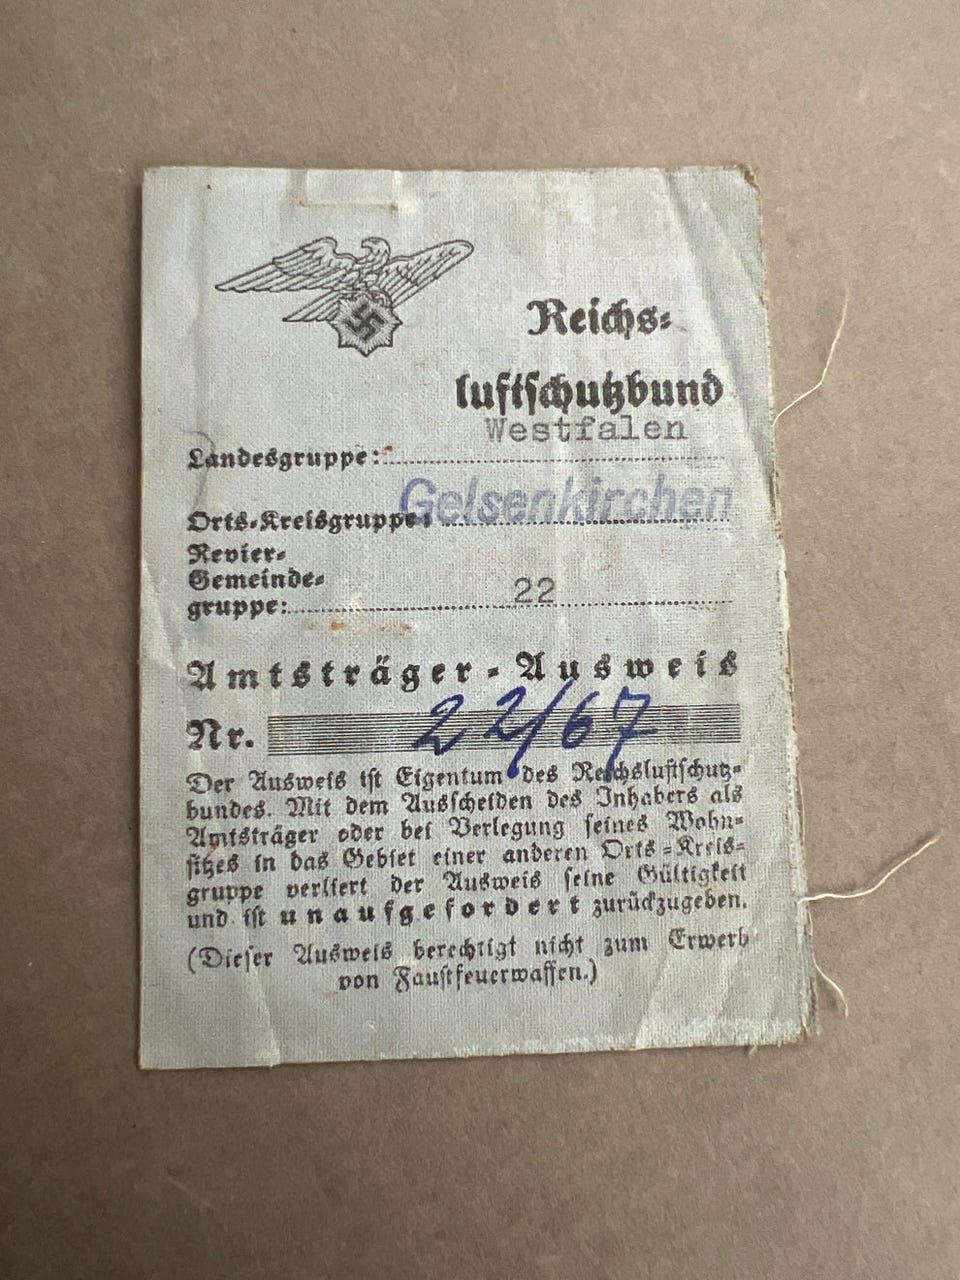 Reichs-
luftschutzbund
Westfalen
Landesgruppe:
Gelsenkirchen
Orts-Kreisgruppe:
Revier-
Gemeinde-
gruppe: 22
Amtsträger-Ausweis
Nr. 22/67
Der Ausweis ist Eigentum des Reichsluftschutz-
bundes. Mit dem Ausscheiden des Inhabers als
Amtsträger oder bei Verlegung seines Wohn-
sitzes in das Gebiet einer anderen Orts-Kreis-
gruppe verliert der Ausweis seine Gültigkeit
und ist unaufgefordert zurückzugeben.
(Dieser Ausweis berechtigt nicht zum Erwerb
von Faustfeuerwaffen.)